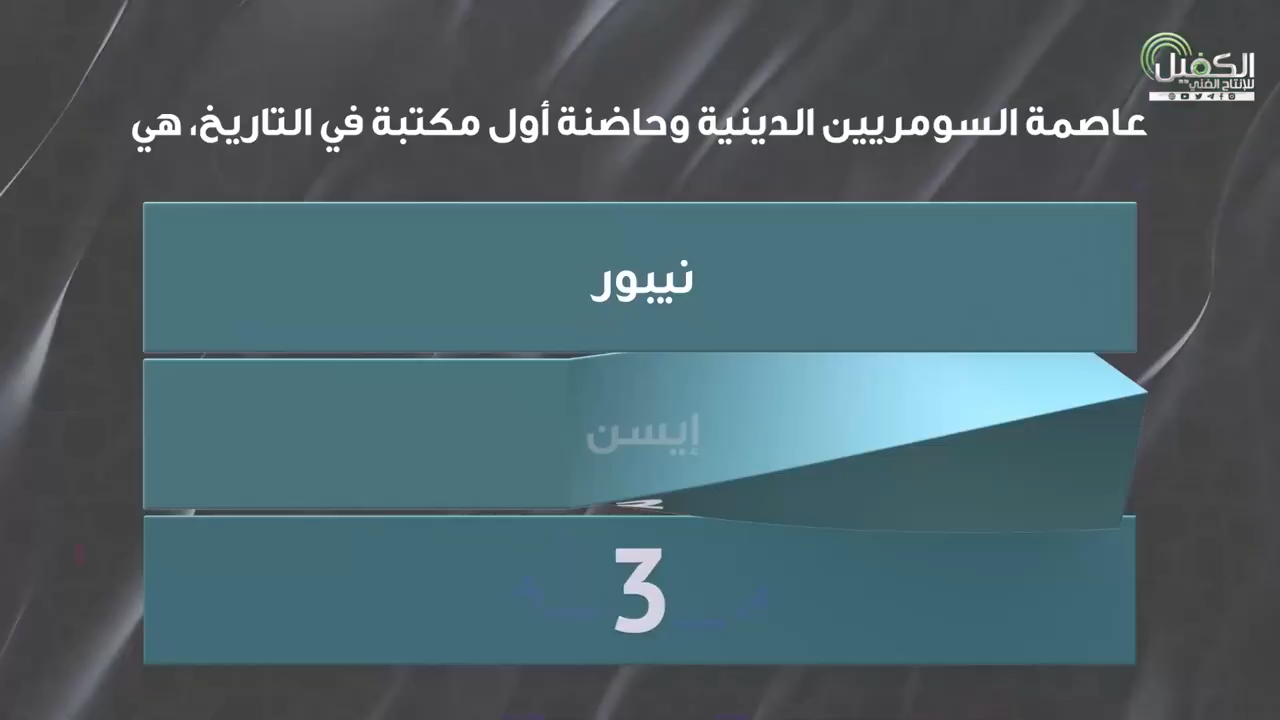 الكفيل
للإنتاج الفني
عاصمة السومريين الدينية وحاضنة أول مكتبة في التاريخ، هي
نيبور
إيسن
3